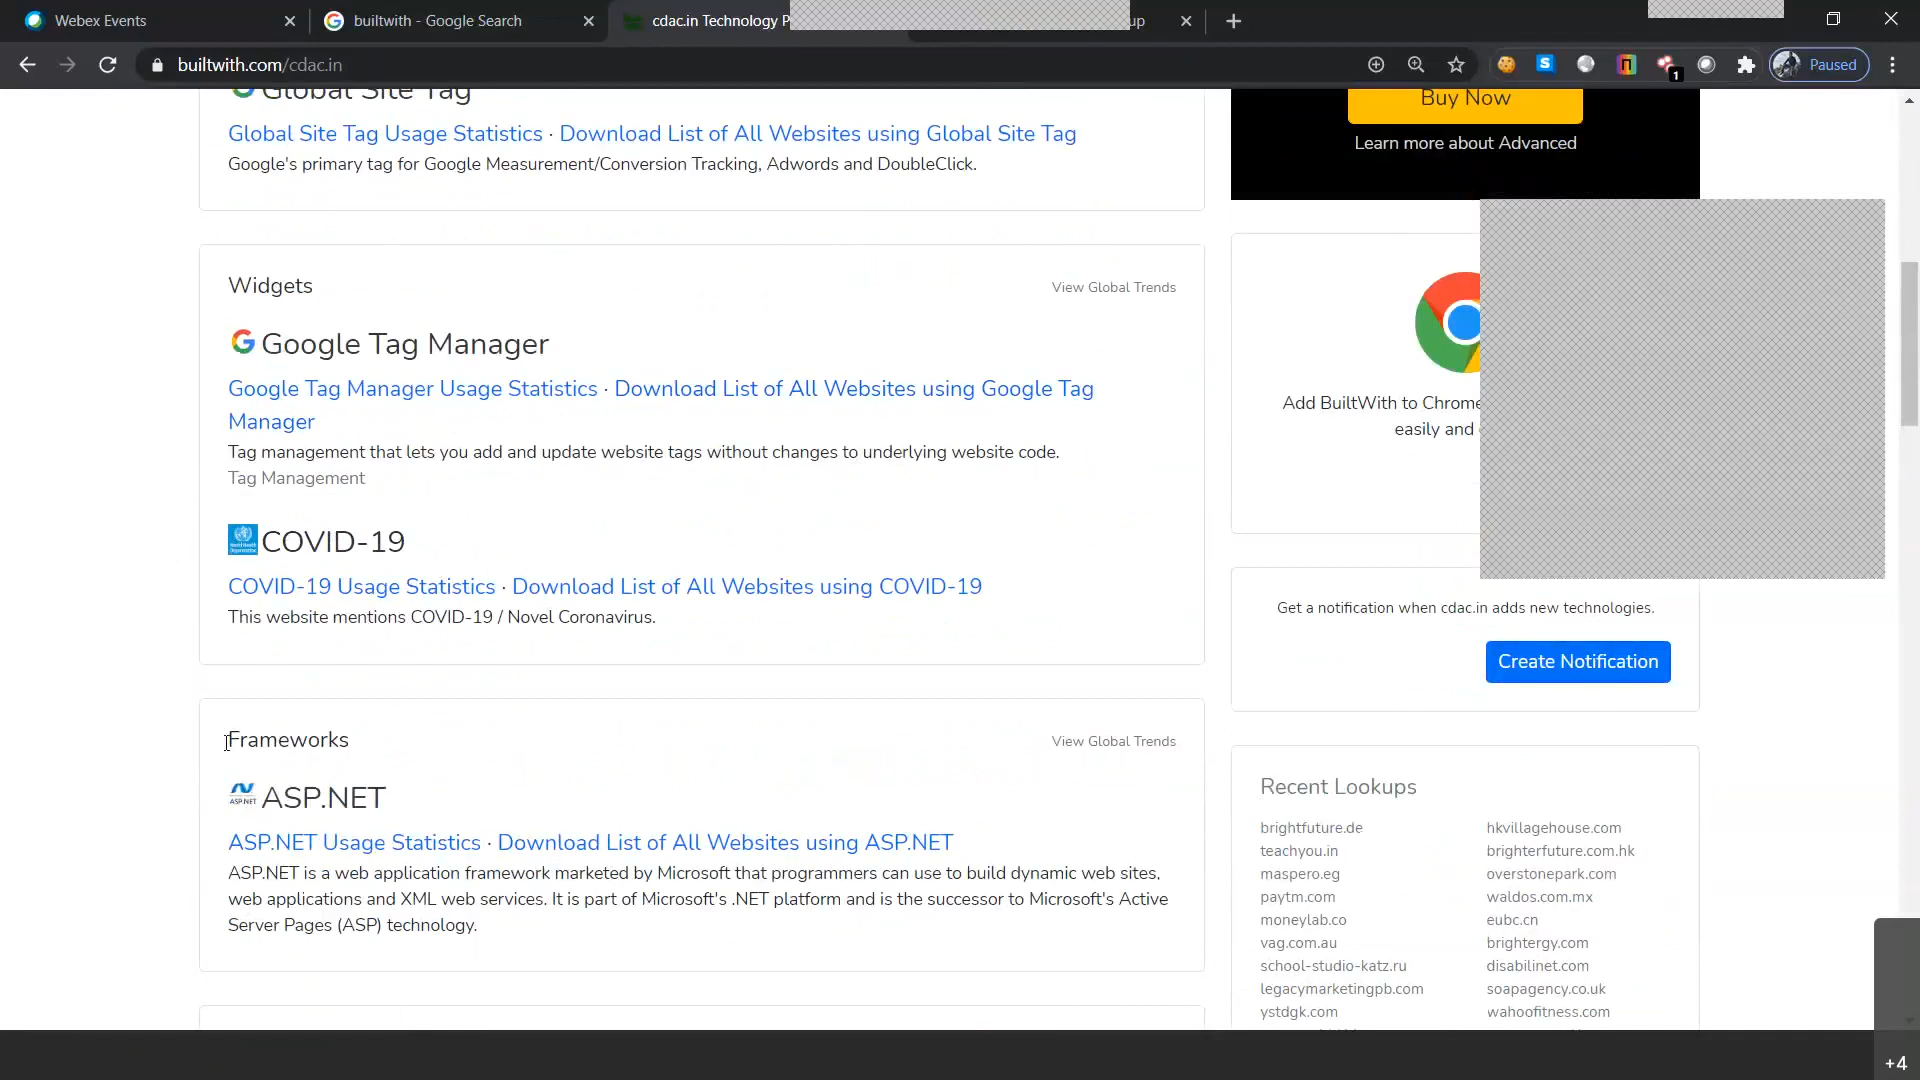 Webex Events
builtwith - Google Search
cdac.in Technology P
up
builtwith.com/cdac.in
1
Paused
Global Site Tag
Global Site Tag Usage Statistics · Download List of All Websites using Global Site Tag
Google's primary tag for Google Measurement/Conversion Tracking, Adwords and DoubleClick.
Widgets
View Global Trends
Google Tag Manager
Google Tag Manager Usage Statistics · Download List of All Websites using Google Tag
Manager
Tag management that lets you add and update website tags without changes to underlying website code.
Tag Management
COVID-19
COVID-19 Usage Statistics · Download List of All Websites using COVID-19
This website mentions COVID-19 / Novel Coronavirus.
Frameworks
View Global Trends
ASP.NET
ASP.NET
ASP.NET Usage Statistics · Download List of All Websites using ASP.NET
ASP.NET is a web application framework marketed by Microsoft that programmers can use to build dynamic web sites,
web applications and XML web services. It is part of Microsoft's .NET platform and is the successor to Microsoft's Active
Server Pages (ASP) technology.
Buy Now
Learn more about Advanced
Add BuiltWith to Chrome
easily and
Get a notification when cdac.in adds new technologies.
Create Notification
Recent Lookups
brightfuture.de
teachyou.in
maspero.eg
paytm.com
moneylab.co
vag.com.au
school-studio-katz.ru
legacymarketingpb.com
ystdgk.com
hkvillagehouse.com
brighterfuture.com.hk
overstonepark.com
waldos.com.mx
eubc.cn
brightergy.com
disabilinet.com
soapagency.co.uk
wahoofitness.com
+4